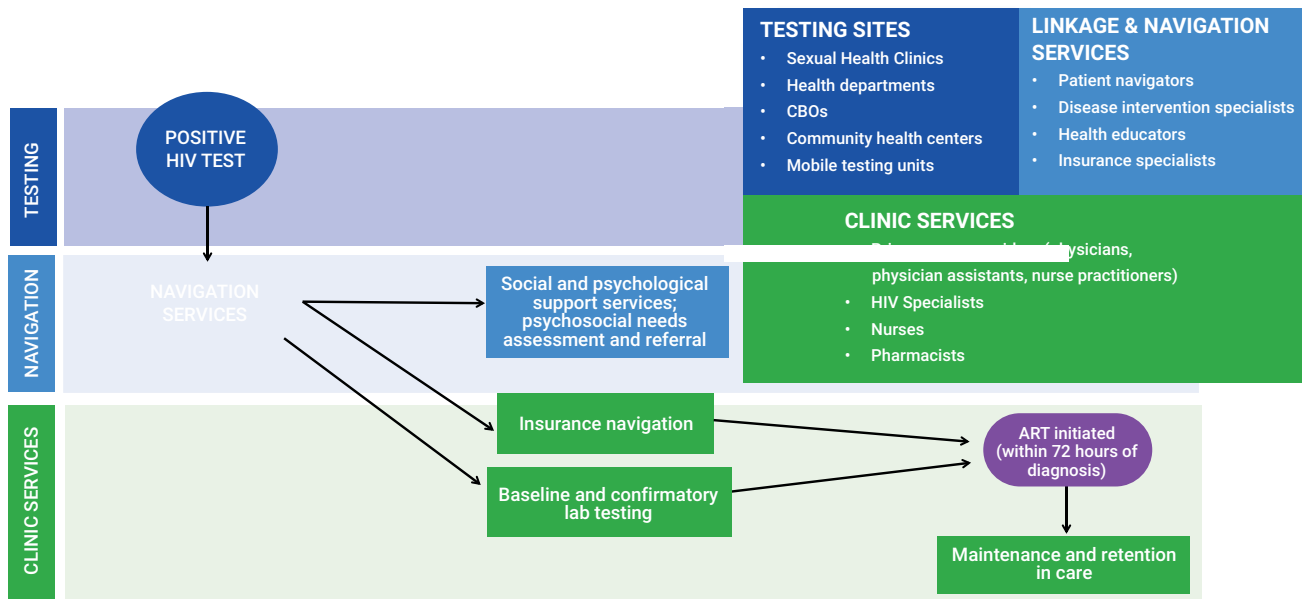 TESTING SITES
• Sexual Health Clinics
• Health departments
• CBOs
• Community health centers
• Mobile testing units
LINKAGE & NAVIGATION
SERVICES
• Patient navigators
• Disease intervention specialists
• Health educators
• Insurance specialists
CLINIC SERVICES
physician assistants, nurse practitioners)
• HIV Specialists
• Nurses
• Pharmacists
TESTING
POSITIVE
HIV TEST
NAVIGATION
NAVIGATION
SERVICES
Social and psychological
support services;
psychosocial needs
assessment and referral
CLINIC SERVICES
Insurance navigation
Baseline and confirmatory
lab testing
ART initiated
(within 72 hours of
diagnosis)
Maintenance and retention
in care